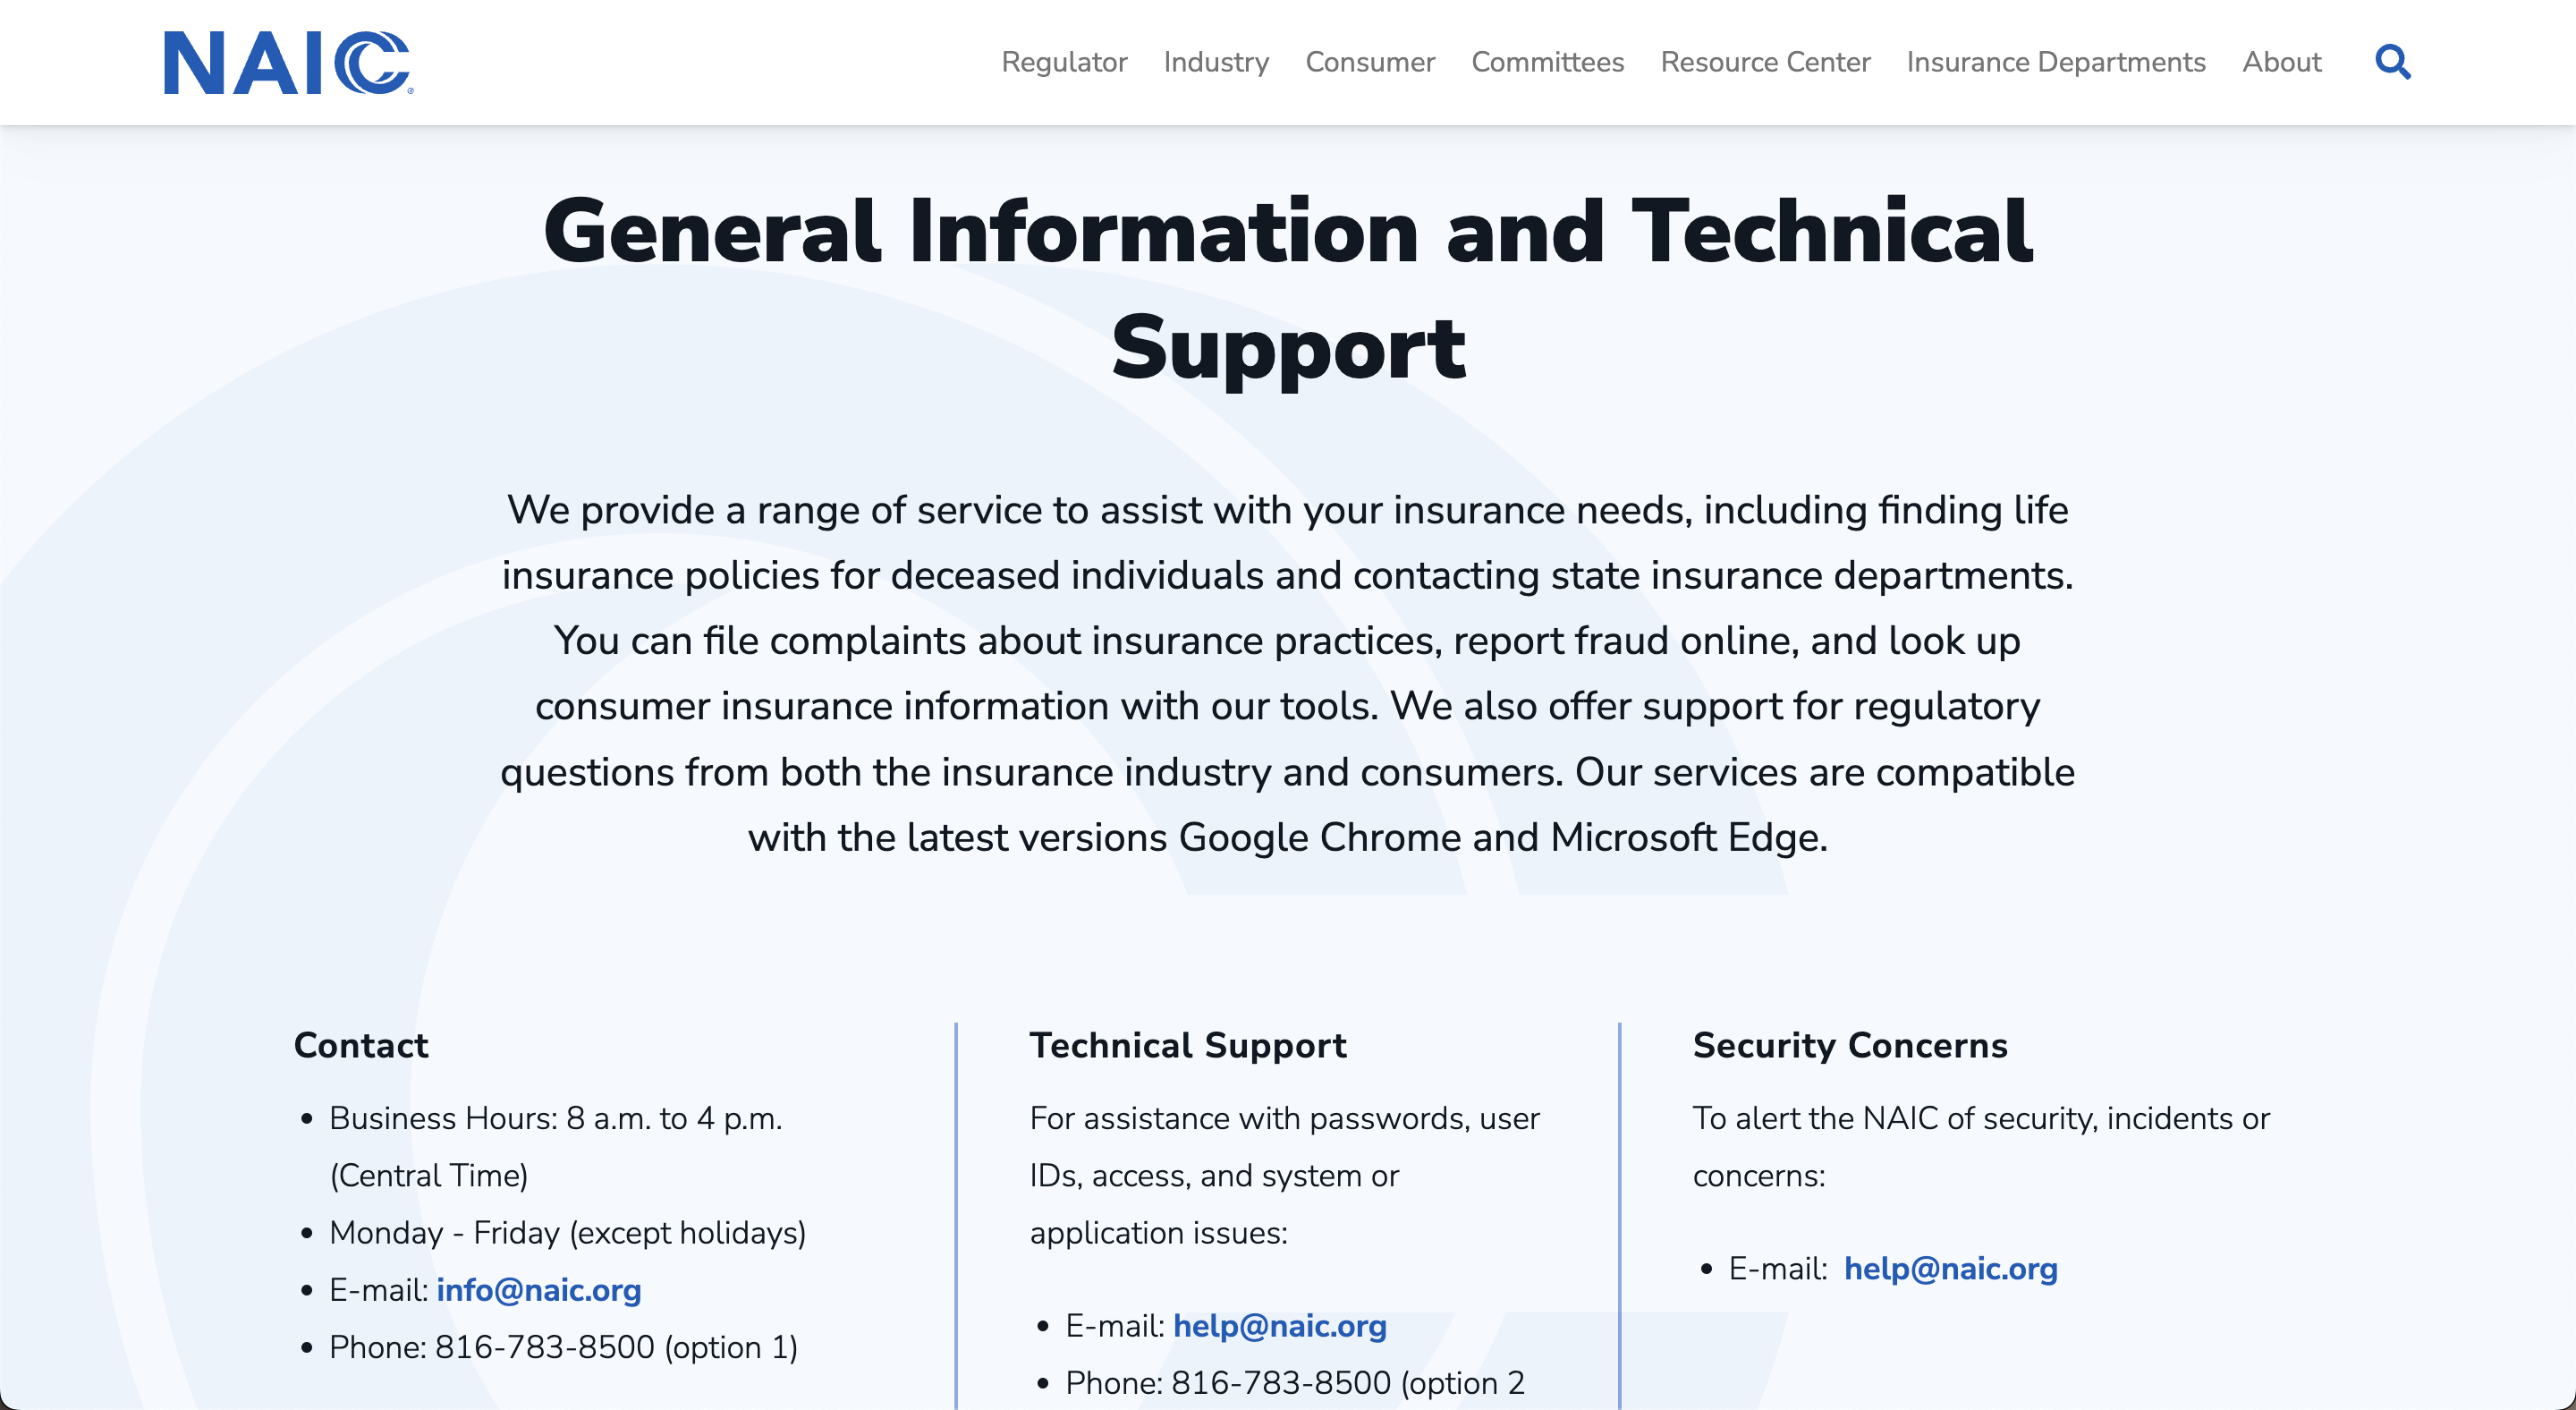 NAIC
Regulator Industry Consumer Committees Resource Center Insurance Departments About
General Information and Technical
Support
We provide a range of service to assist with your insurance needs, including finding life
insurance policies for deceased individuals and contacting state insurance departments.
You can file complaints about insurance practices, report fraud online, and look up
consumer insurance information with our tools. We also offer support for regulatory
questions from both the insurance industry and consumers. Our services are compatible
with the latest versions Google Chrome and Microsoft Edge.
Contact
• Business Hours: 8 a.m. to 4 p.m.
(Central Time)
• Monday - Friday (except holidays)
• E-mail: info@naic.org
• Phone: 816-783-8500 (option 1)
Technical Support
For assistance with passwords, user
IDs, access, and system or
application issues:
• E-mail: help@naic.org
• Phone: 816-783-8500 (option 2
Security Concerns
To alert the NAIC of security, incidents or
concerns:
• E-mail: help@naic.org